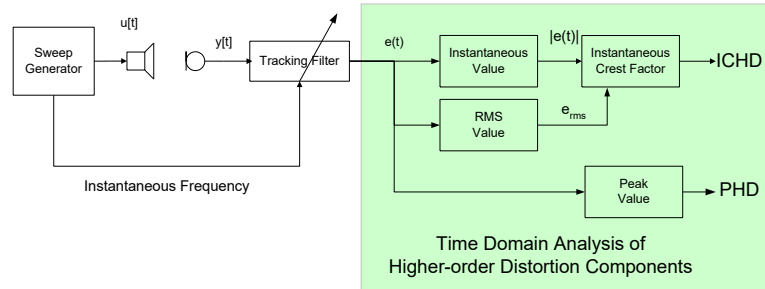 Sweep
Generator
u[t]
y[t]
Tracking Filter
Instantaneous Frequency
e(t)
Instantaneous
Value
|e(t)|
Instantaneous
Crest Factor
ICHD
RMS
Value
erms
Peak
Value
PHD
Time Domain Analysis of
Higher-order Distortion Components